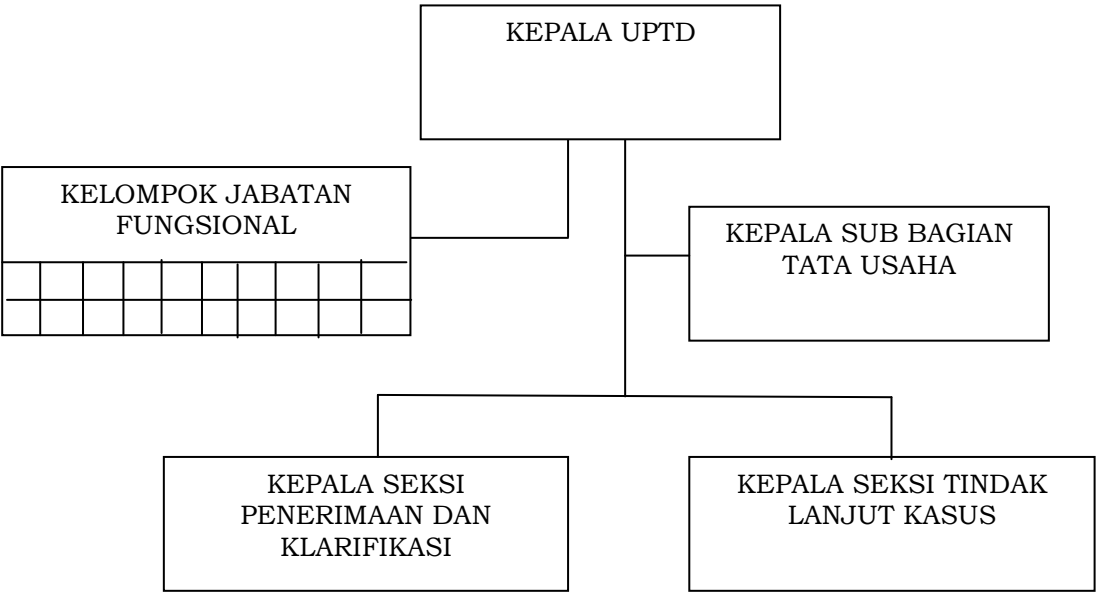 KEPALA UPTD
KELOMPOK JABATAN
FUNGSIONAL
KEPALA SUB BAGIAN
TATA USAHA
KEPALA SEKSI
PENERIMAAN DAN
KLARIFIKASI
KEPALA SEKSI TINDAK
LANJUT KASUS